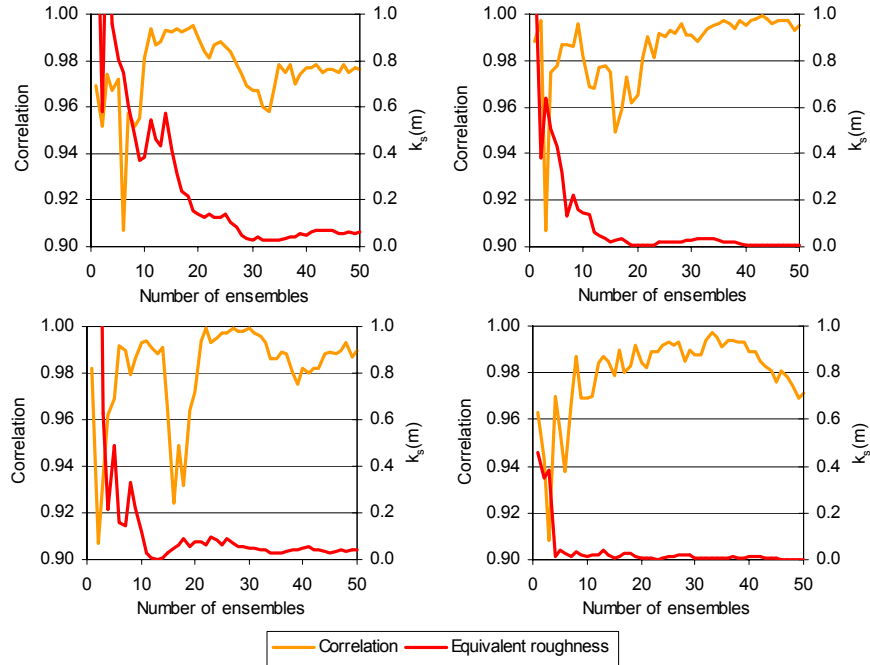 1.00 1.0 1.00 1.0
0.98 0.8 0.98 0.8
0.96 0.6 0.96 0.6
0.94 0.4 0.94 0.4
0.92 0.2 0.92 0.2
0.90 0.0 0.90 0.0
Correlation
ks(m)
Correlation
ks(m)
0 10 20 30 40 50 0 10 20 30 40 50
Number of ensembles Number of ensembles
1.00 1.0 1.00 1.0
0.98 0.8 0.98 0.8
0.96 0.6 0.96 0.6
0.94 0.4 0.94 0.4
0.92 0.2 0.92 0.2
0.90 0.0 0.90 0.0
Correlation
ks(m)
Correlation
ks(m)
0 10 20 30 40 50 0 10 20 30 40 50
Number of ensembles Number of ensembles
Correlation Equivalent roughness